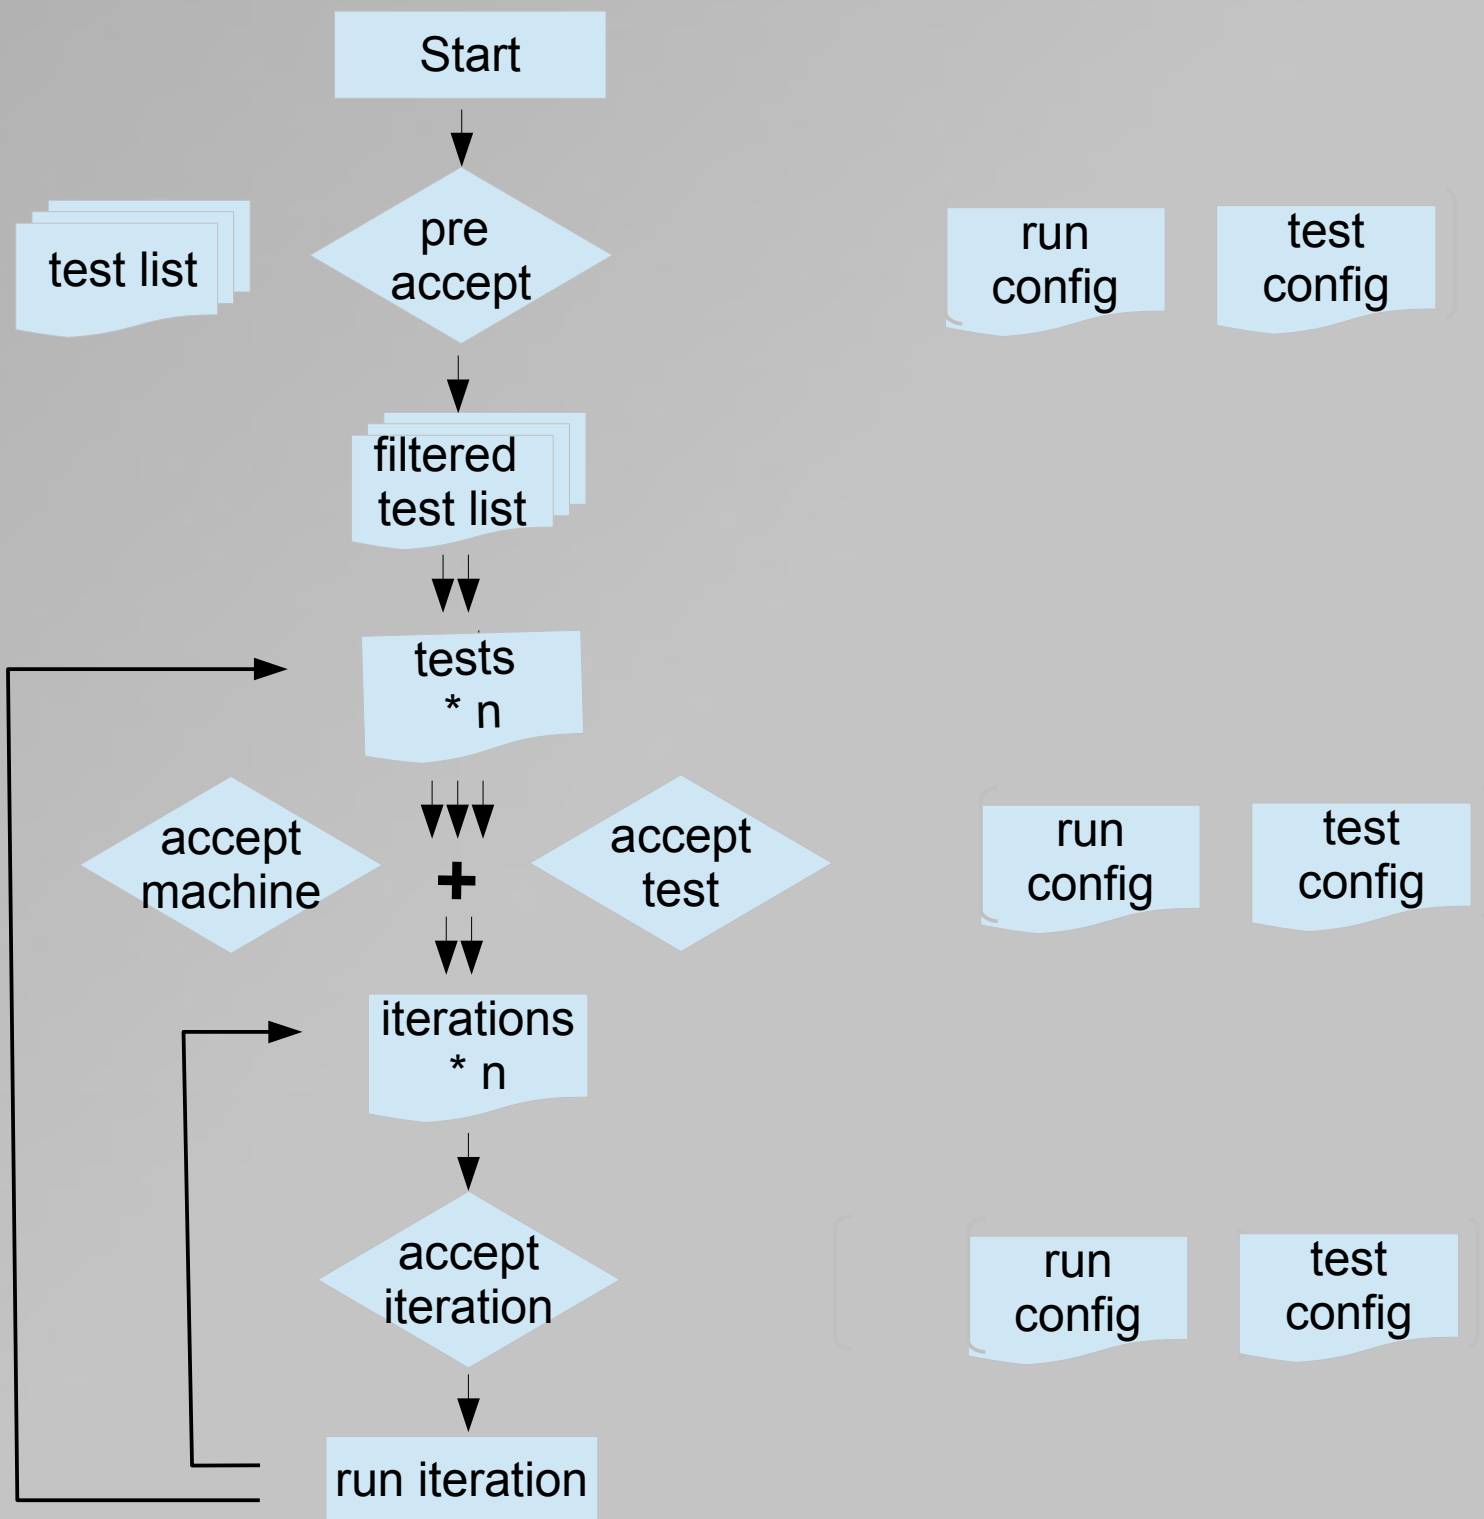 Start
pre
accept
test list
run
config
test
config
filtered
test list
tests
* n
accept
machine
+
accept
test
run
config
test
config
iterations
* n
accept
iteration
run
config
test
config
run iteration